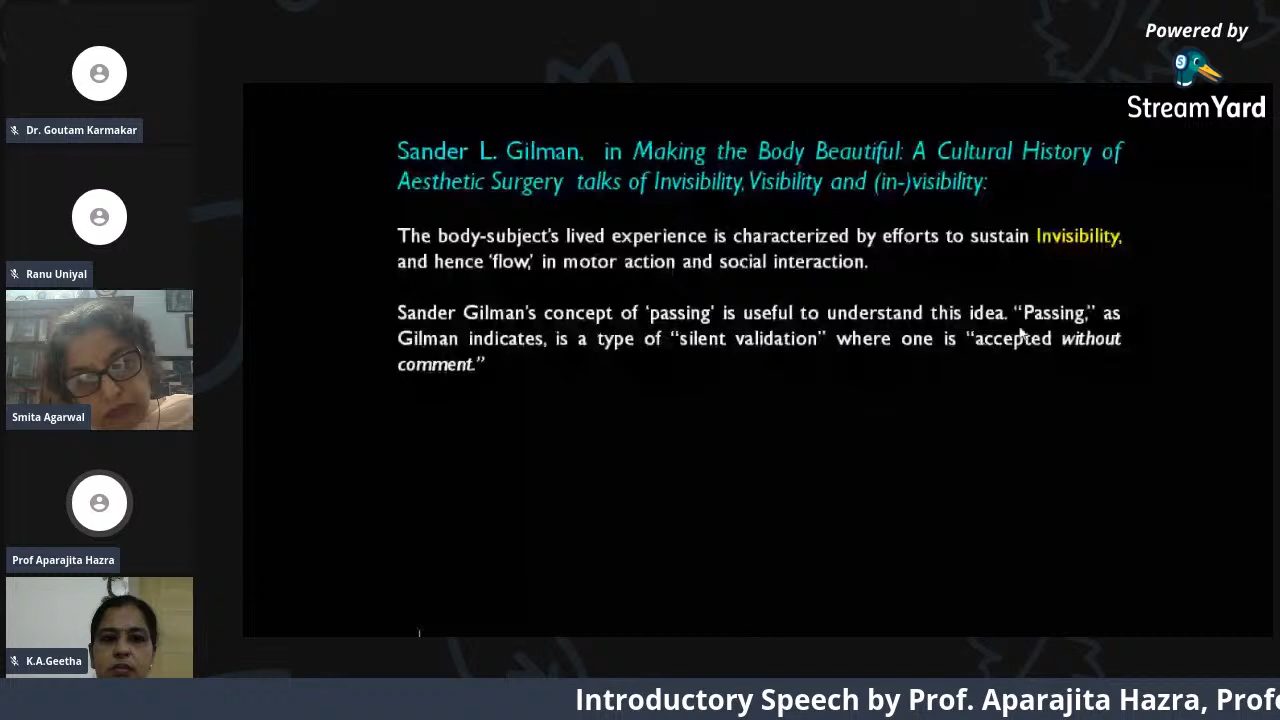 Powered by
StreamYard
Dr. Goutam Karmakar
Ranu Uniyal
Smita Agarwal
Prof Aparajita Hazra
K.A.Geetha
Sander L. Gilman, in Making the Body Beautiful: A Cultural History of
Aesthetic Surgery talks of Invisibility, Visibility and (in-)visibility:
The body-subject's lived experience is characterized by efforts to sustain Invisibility,
and hence 'flow,' in motor action and social interaction.
Sander Gilman's concept of 'passing' is useful to understand this idea. "Passing," as
Gilman indicates, is a type of "silent validation" where one is "accepted without
comment."
Introductory Speech by Prof. Aparajita Hazra, Profe